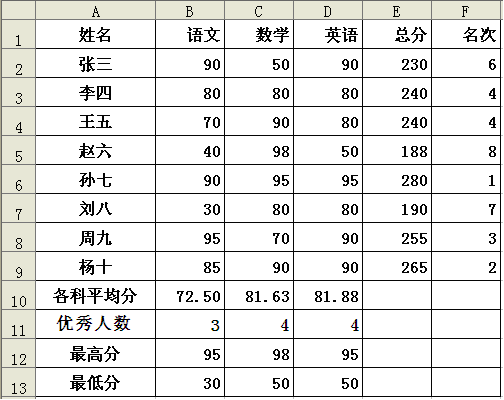 A B C D E F
1 姓名 语文 数学 英语 总分 名次
2 张三 90 50 90 230 6
3 李四 80 80 80 240 4
4 王五 70 90 80 240 4
5 赵六 40 98 50 188 8
6 孙七 90 95 95 280 1
7 刘八 30 80 80 190 7
8 周九 95 70 90 255 3
9 杨十 85 90 90 265 2
10 各科平均分 72.50 81.63 81.88
11 优秀人数 3 4 4
12 最高分 95 98 95
13 最低分 30 50 50